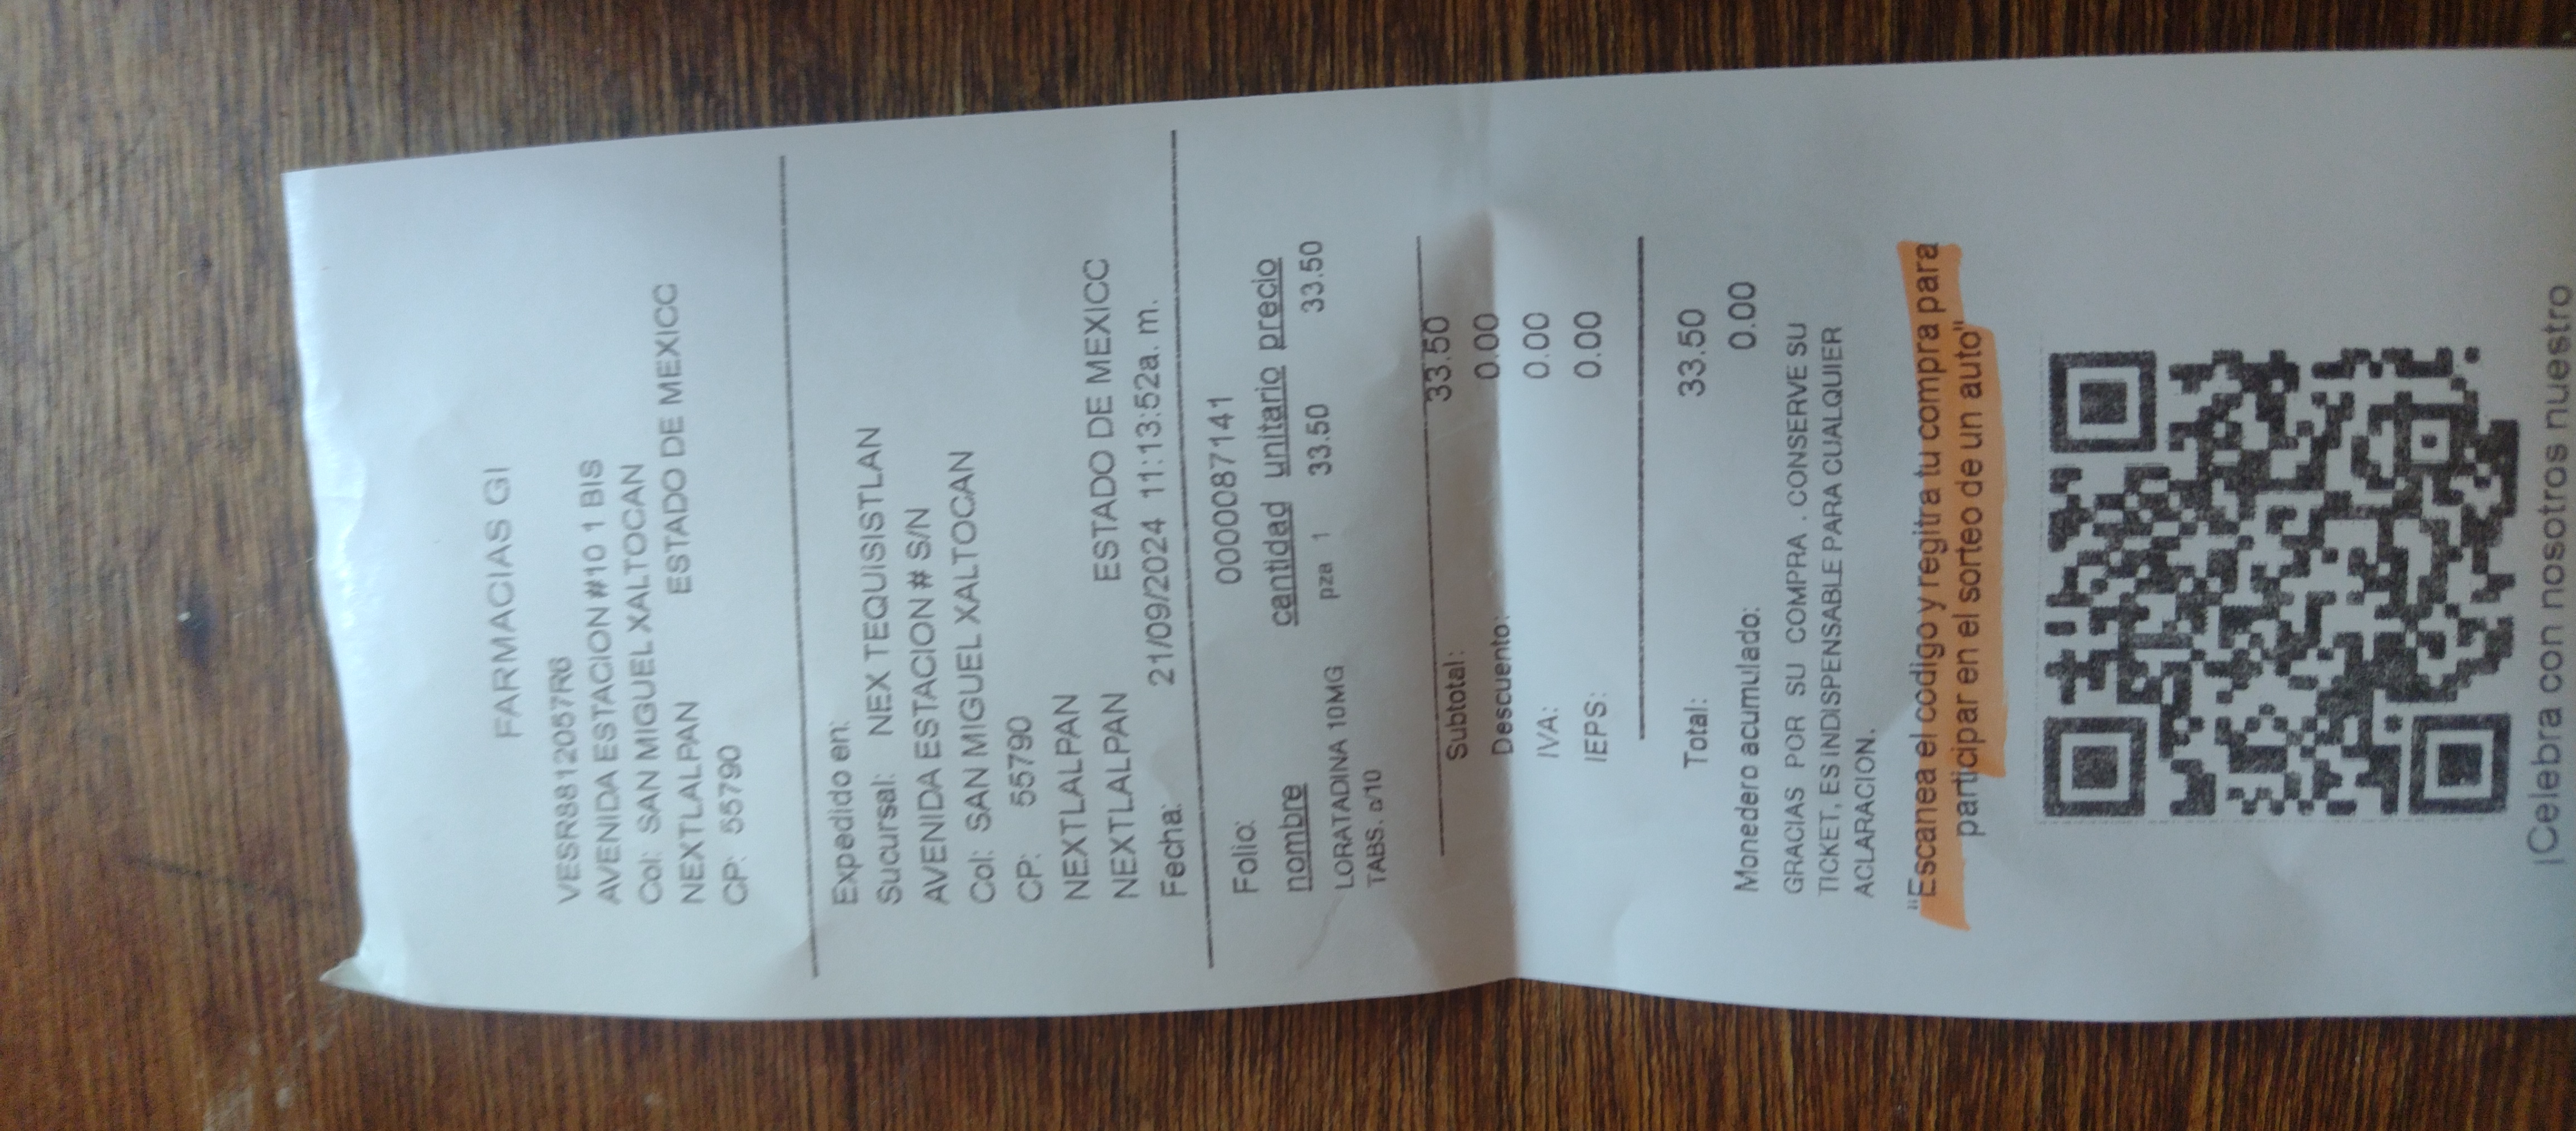 FARMACIAS GI
VESR8812057R6
AVENIDA ESTACION #10 1 BIS
Col: SAN MIGUEL XALTOCAN
NEXTLALPAN ESTADO DE MEXICC
CP: 55790
Expedido en:
Sucursal: NEX TEQUISISTLAN
AVENIDA ESTACION # S/N
Col: SAN MIGUEL XALTOCAN
CP: 55790
NEXTLALPAN
NEXTLALPAN ESTADO DE MEXICC
Fecha: 21/09/2024 11:13:52a. m.
Folio: 0000087141
nombre cantidad unitario precio
LORATADINA 10MG pza 1 33.50 33.50
TABS. c/10
Subtotal: 33.50
Descuento: 0.00
IVA: 0.00
IEPS: 0.00
Total: 33.50
Monedero acumulado: 0.00
GRACIAS POR SU COMPRA . CONSERVE SU
TICKET, ES INDISPENSABLE PARA CUALQUIER
ACLARACION.
"Escanea el codigo y regitra tu compra para
participar en el sorteo de un auto"
¡Celebra con nosotros nuestro